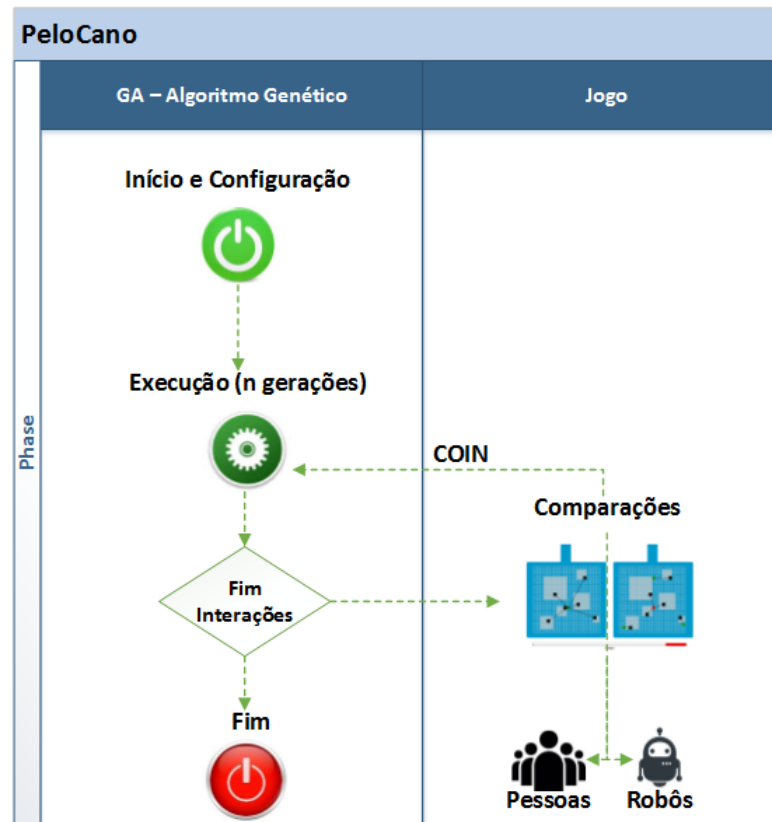 PeloCano
GA – Algoritmo Genético
Jogo
Phase
Início e Configuração
Execução (n gerações)
COIN
Comparações
Fim
Interações
Fim
Pessoas
Robôs